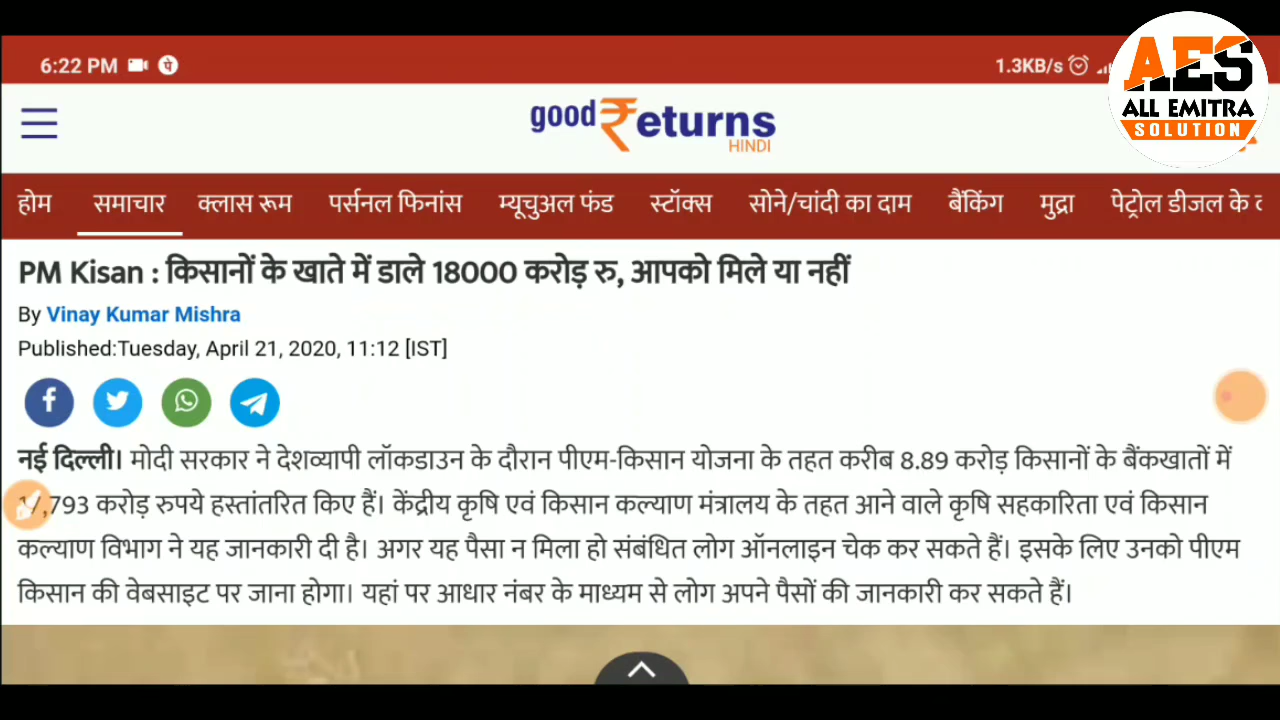 6:22 PM
1.3KB/s
AES
ALL EMITRA
SOLUTION
good ₹eturns
HINDI
होम समाचार क्लास रूम पर्सनल फिनांस म्यूचुअल फंड स्टॉक्स सोने/चांदी का दाम बैंकिंग मुद्रा पेट्रोल डीजल के
PM Kisan : किसानों के खाते में डाले 18000 करोड़ रु, आपको मिले या नहीं
By Vinay Kumar Mishra
Published:Tuesday, April 21, 2020, 11:12 [IST]
नई दिल्ली। मोदी सरकार ने देशव्यापी लॉकडाउन के दौरान पीएम-किसान योजना के तहत करीब 8.89 करोड़ किसानों के बैंकखातों में
17,793 करोड़ रुपये हस्तांतरित किए हैं। केंद्रीय कृषि एवं किसान कल्याण मंत्रालय के तहत आने वाले कृषि सहकारिता एवं किसान
कल्याण विभाग ने यह जानकारी दी है। अगर यह पैसा न मिला हो संबंधित लोग ऑनलाइन चेक कर सकते हैं। इसके लिए उनको पीएम
किसान की वेबसाइट पर जाना होगा। यहां पर आधार नंबर के माध्यम से लोग अपने पैसों की जानकारी कर सकते हैं।